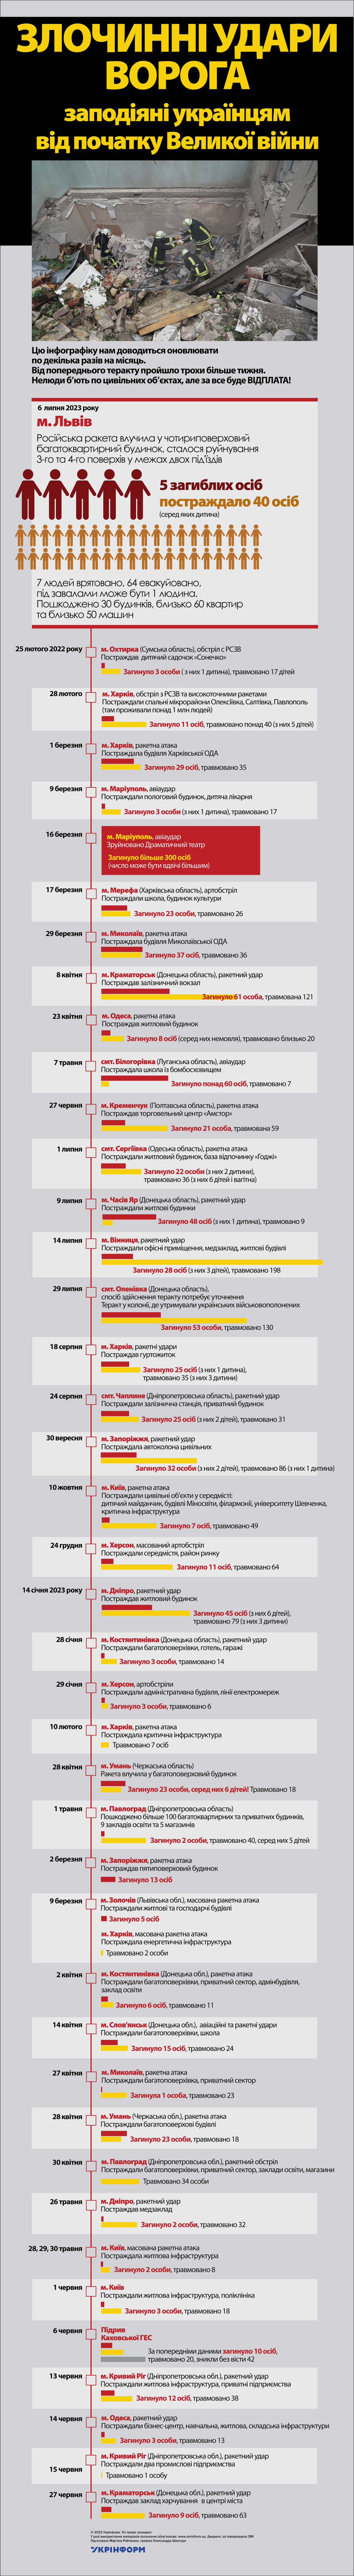 ЗЛОЧИННІ УДАРИ
ВОРОГА
заподіяні українцям
від початку Великої війни
Цю інфографіку нам доводиться оновлювати
по декілька разів на місяць.
Від попереднього теракту пройшло трохи більше тижня.
Нелюди б’ють по цивільних об’єктах, але за все буде ВІДПЛАТА!
6 липня 2023 року
м. Львів
Російська ракета влучила у чотириповерховий
багатоквартирний будинок, сталося руйнування
3-го та 4-го поверхів у межах двох під’їздів
5 загиблих осіб
постраждало 40 осіб
(серед яких дитина)
7 людей врятовано, 64 евакуйовано,
під завалами може бути 1 людина.
Пошкоджено 30 будинків, близько 60 квартир
та близько 50 машин
25 лютого 2022 року
м. Охтирка (Сумська область), обстріл с РСЗВ
Постраждав дитячий садочок «Сонечко»
Загинуло 3 особи ( з них 1 дитина), травмовано 17 дітей
28 лютого
м. Харків, обстріл з РСЗВ та високоточними ракетами
Постраждали спальні мікрорайони Олексіївка, Салтівка, Павлополь
(там проживали понад 1 млн людей)
Загинуло 11 осіб, травмовано понад 40 (з них 5 дітей)
1 березня
м. Харків, ракетна атака
Постраждала будівля Харківської ОДА
Загинуло 29 осіб, травмовано 35
9 березня
м. Маріуполь, авіаудар
Постраждали пологовий будинок, дитяча лікарня
Загинуло 3 особи (з них 1 дитина), травмовано 17
16 березня
м. Маріуполь, авіаудар
Зруйновано Драматичний театр
Загинуло більше 300 осіб
(число може бути вдвічі більшим)
17 березня
м. Мерефа (Харківська область), артобстріл
Постраждали школа, будинок культури
Загинуло 23 особи, травмовано 26
29 березня
м. Миколаїв, ракетна атака
Постраждала будівля Миколаївської ОДА
Загинуло 37 осіб, травмовано 36
8 квітня
м. Краматорськ (Донецька область), ракетний удар
Постраждав залізничний вокзал
Загинуло 61 особа, травмована 121
23 квітня
м. Одеса, ракетна атака
Постраждав житловий будинок
Загинуло 8 осіб (серед них немовля), травмовано близько 20
7 травня
смт. Білогорівка (Луганська область), авіаудар
Постраждала школа із бомбосховищем
Загинуло понад 60 осіб, травмовано 7
27 червня
м. Кременчук (Полтавська область), ракетна атака
Постраждав торговельний центр «Амстор»
Загинуло 21 особа, травмована 59
1 липня
смт. Сергіївка (Одеська область), ракетна атака
Постраждали житловий будинок, база відпочинку «Годжі»
Загинуло 22 особи (з них 2 дитини),
травмовано 36 (з них 6 дітей і вагітна)
9 липня
м. Часів Яр (Донецька область), ракетний удар
Постраждали житлові будинки
Загинуло 48 осіб (з них 1 дитина), травмовано 9
14 липня
м. Вінниця, ракетний удар
Постраждали офісні приміщення, медзаклад, житлові будівлі
Загинуло 28 осіб (з них 3 дітей), травмовано 198
29 липня
смт. Оленівка (Донецька область),
спосіб здійснення теракту потребує уточнення
Теракт у колонії, де утримували українських військовополонених
Загинуло 53 особи, травмовано 130
18 серпня
м. Харків, ракетні удари
Постраждав гуртожиток
Загинуло 25 осіб (з них 1 дитина),
травмовано 35 (з них 3 дитини)
24 серпня
смт. Чаплине (Дніпропетровська область), ракетний удар
Постраждали залізнична станція, приватний будинок
Загинуло 25 осіб (з них 2 дітей), травмовано 31
30 вересня
м. Запоріжжя, ракетний удар
Постраждала автоколона цивільних
Загинуло 32 особи (з них 2 дітей), травмовано 86 (з них 1 дитина)
10 жовтня
м. Київ, ракетна атака
Постраждали цивільні об’єкти у середмісті:
дитячий майданчик, будівлі Міносвіти, філармонії, університету Шевченка,
критична інфраструктура
Загинуло 7 осіб, травмовано 49
24 грудня
м. Херсон, масований артобстріл
Постраждали середмістя, район ринку
Загинуло 11 осіб, травмовано 64
14 січня 2023 року
м. Дніпро, ракетний удар
Постраждав житловий будинок
Загинуло 45 осіб (з них 6 дітей),
травмовано 79 (з них 3 дитини)
28 січня
м. Костянтинівка (Донецька область), ракетний удар
Постраждали багатоповерхівки, готель, гаражі
Загинуло 3 особи, травмовано 14
29 січня
м. Херсон, артобстріли
Постраждали адміністративна будівля, лінії електромереж
Загинуло 3 особи, травмовано 6
10 лютого
м. Харків, ракетна атака
Постраждала критична інфраструктура
Травмовано 7 осіб
28 квітня
м. Умань (Черкаська область)
Ракета влучила у багатоповерховий будинок
Загинуло 23 особи, серед них 6 дітей! Травмовано 18
1 травня
м. Павлоград (Дніпропетровська область)
Пошкоджено більше 100 багатоквартирних та приватних будинків,
9 закладів освіти та 5 магазинів
Загинуло 2 особи, травмовано 40, серед них 5 дітей
2 березня
м. Запоріжжя, ракетна атака
Постраждав пятиповерховий будинок
Загинуло 13 осіб
9 березня
м. Золочів (Львівська обл.), масована ракетна атака
Постраждали житлові та господарчі будівлі
Загинуло 5 осіб
м. Харків, масована ракетна атака
Постраждала енергетична інфраструктура
Травмовано 2 особи
2 квітня
м. Костянтинівка (Донецька обл.), ракетна атака
Постраждали багатоповерхівки, приватний сектор, адмінбудівля,
заклад освіти
Загинуло 6 осіб, травмовано 11
14 квітня
м. Слов'янськ (Донецька обл.), авіаційні та ракетні удари
Постраждали багатоповерхівки, школа
Загинуло 15 осіб, травмовано 24
27 квітня
м. Миколаїв, ракетна атака
Постраждали багатоповерхівка, приватний сектор
Загинула 1 особа, травмовано 23
28 квітня
м. Умань (Черкаська обл.), ракетна атака
Постраждали багатоповерхові будівлі
Загинуло 23 особи, травмовано 18
30 квітня
м. Павлоград (Дніпропетровська обл.), ракетний обстріл
Постраждали багатоповерхівки, приватний сектор, заклади освіти, магазини
Травмовано 34 особи
26 травня
м. Дніпро, ракетний удар
Постраждав медзаклад
Загинуло 2 особи, травмовано 32
28, 29, 30 травня
м. Київ, масована ракетна атака
Постраждала житлова інфраструктура
Загинуло 2 особи, травмовано 8
1 червня
м. Київ
Постраждали житлова інфраструктура, поліклініка
Загинуло 3 особи, травмовано 18
6 червня
Підрив
Каховської ГЕС
За попередніми даними загинуло 10 осіб,
травмовано 20, зникли без вісти 42
13 червня
м. Кривий Ріг (Дніпропетровська обл.), ракетний удар
Постраждали житлова інфраструктура, приватні підприємства
Загинуло 12 осіб, травмовано 38
14 червня
м. Одеса, ракетний удар
Постраждали бізнес-центр, навчальна, житлова, складська інфраструктури
Загинуло 3 особи, травмовано 13
15 червня
м. Кривий Ріг (Дніпропетровська обл.), ракетний удар
Постраждали два промислові підприємства
Травмовано 1 особу
27 червня
м. Краматорськ (Донецька обл.), ракетний удар
Постраждав заклад харчування в центрі міста
Загинуло 9 осіб, травмовано 63
УКРІНФОРМ